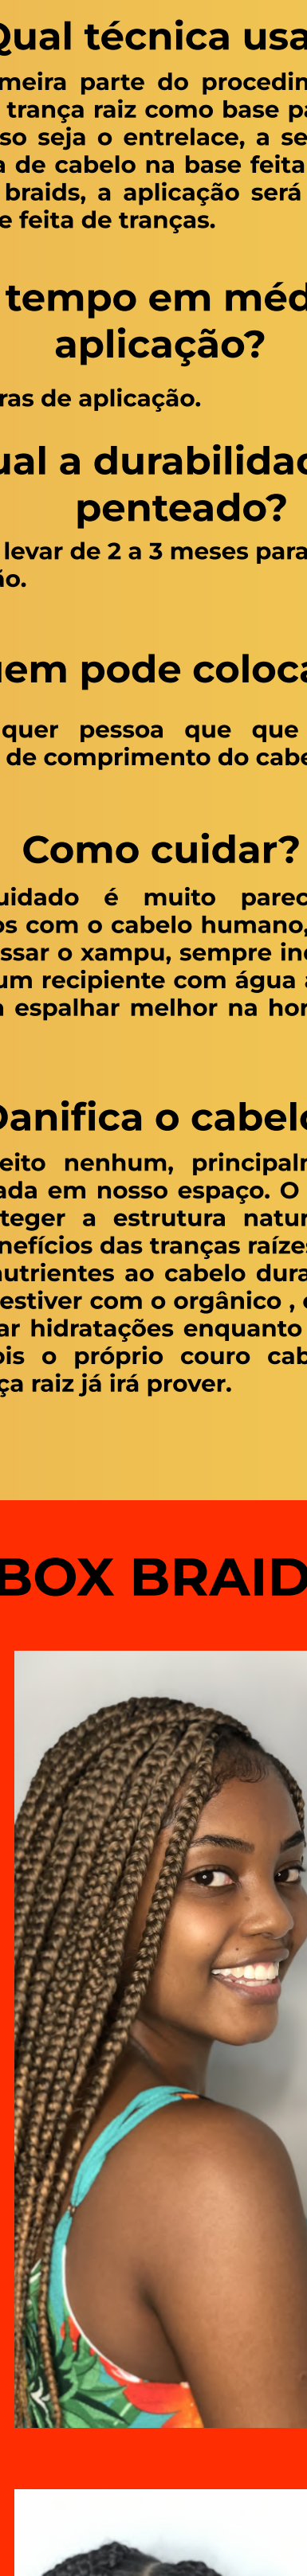 Qual técnica usa
meira parte do procedin
trança raiz como base pa
so seja o entrelace, a se
a de cabelo na base feita
braids, a aplicação será
e feita de tranças.
tempo em méd
aplicação?
ras de aplicação.
ual a durabilidad
penteado?
levar de 2 a 3 meses para
ão.
uem pode coloca
quer pessoa que que
de comprimento do cabe
Como cuidar?
uidado é muito parec
os com o cabelo humano,
ssar o xampu, sempre ind
um recipiente com água a
a espalhar melhor na hor
Danifica o cabelo
eito nenhum, principalm
ada em nosso espaço. O
teger a estrutura natur
nefícios das tranças raízes
nutrientes ao cabelo dura
estiver com o orgânico , e
ar hidratações enquanto
ois o próprio couro cab
ça raiz já irá prover.
BOX BRAID